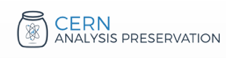 CERN
ANALYSIS PRESERVATION